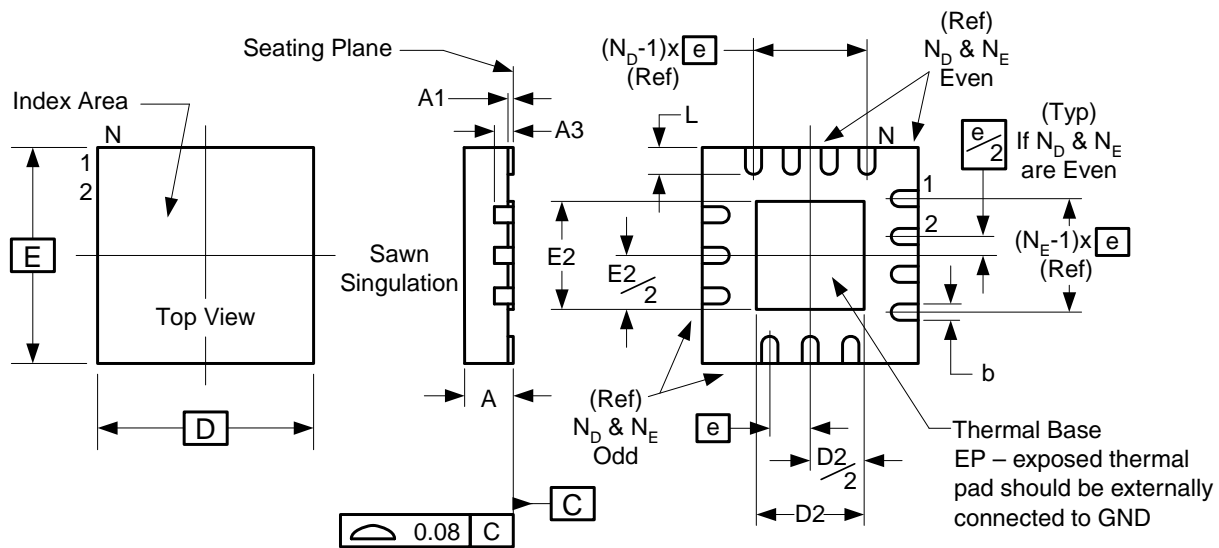 Index Area
N
1
2
E
Top View
D
Seating Plane
A1
A3
Sawn
Singulation
A
C
0.08 C
(N_D-1)x e
(Ref)
(Ref)
N_D & N_E
Even
L
N
e/2
(Typ)
If N_D & N_E
are Even
1
2
(N_E-1)x e
(Ref)
E2
E2/2
b
(Ref)
N_D & N_E
Odd
e
D2/2
D2
Thermal Base
EP – exposed thermal
pad should be externally
connected to GND